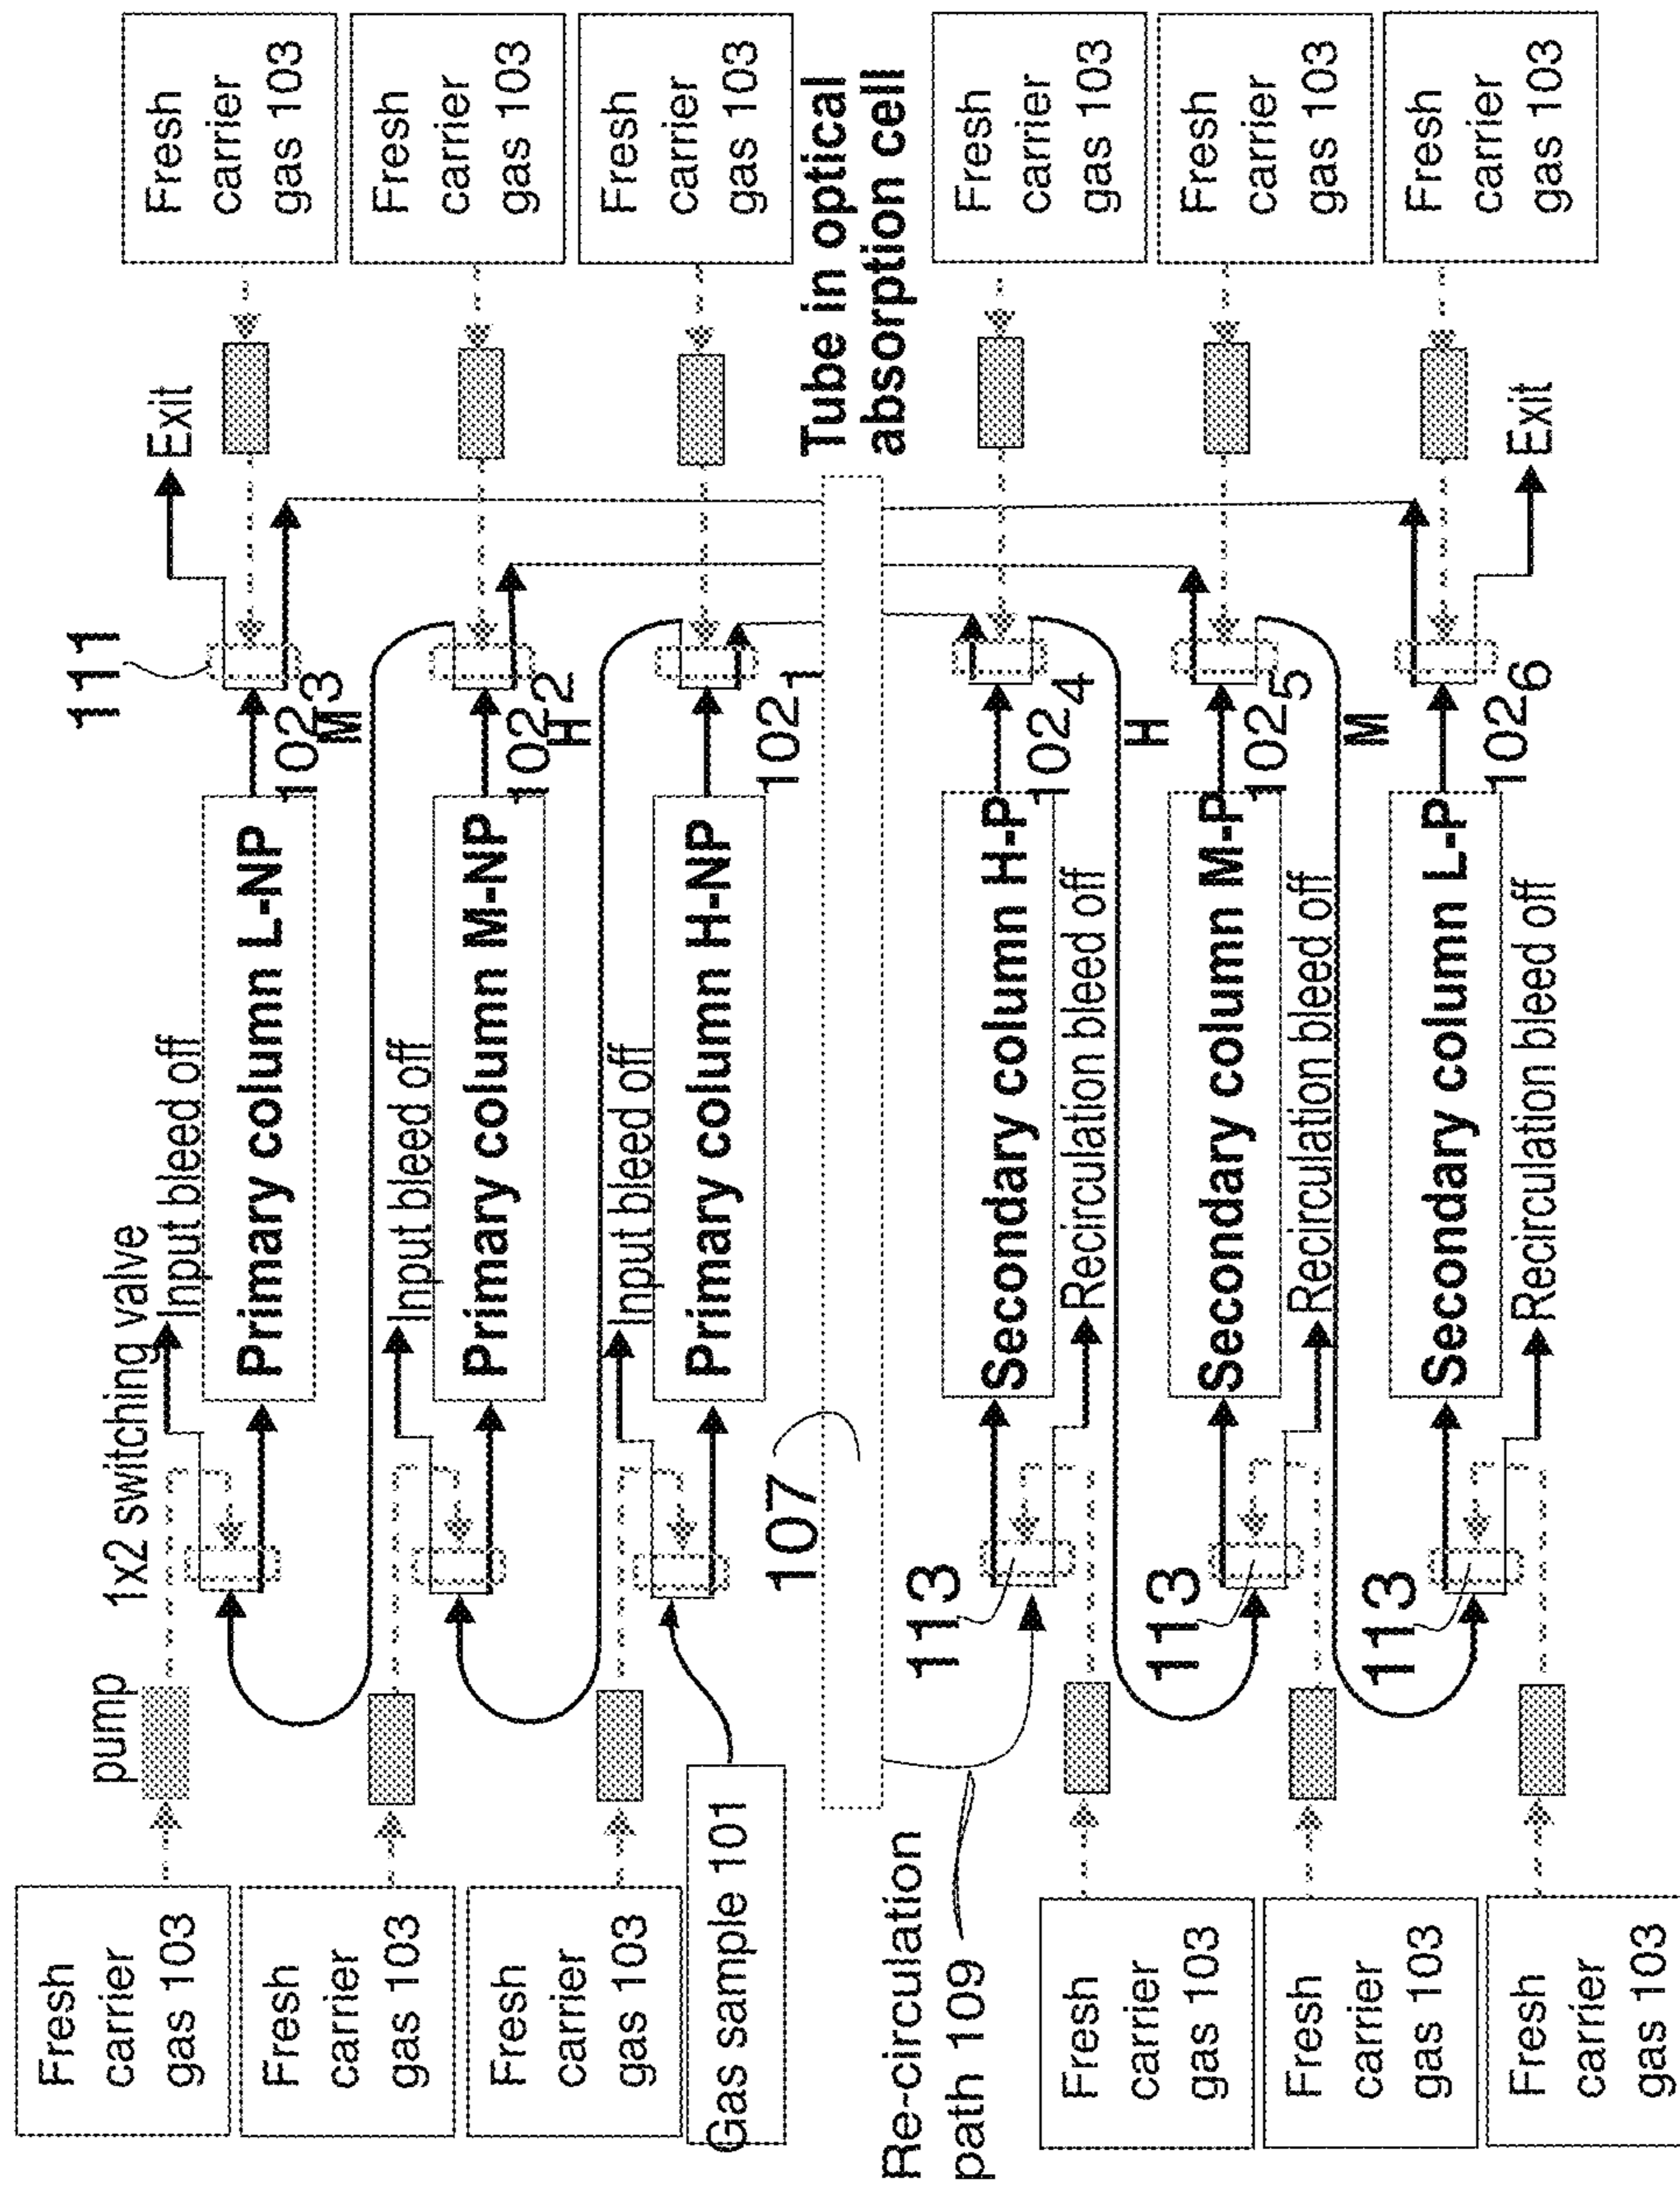 Fresh
carrier
gas 103
pump
1x2 switching valve
Input bleed off
Primary column L-NP
102 3
111
Exit
Fresh
carrier
gas 103
M
Fresh
carrier
gas 103
Input bleed off
Primary column M-NP
102 2
Fresh
carrier
gas 103
H
Fresh
carrier
gas 103
Input bleed off
Primary column H-NP
102 1
Fresh
carrier
gas 103
Gas sample 101
107
Tube in optical
absorption cell
Re-circulation
path 109
113
Secondary column H-P
102 4
Fresh
carrier
gas 103
Fresh
carrier
gas 103
Recirculation bleed off
H
113
Secondary column M-P
102 5
Fresh
carrier
gas 103
Fresh
carrier
gas 103
Recirculation bleed off
M
113
Secondary column L-P
102 6
Fresh
carrier
gas 103
Fresh
carrier
gas 103
Recirculation bleed off
Exit